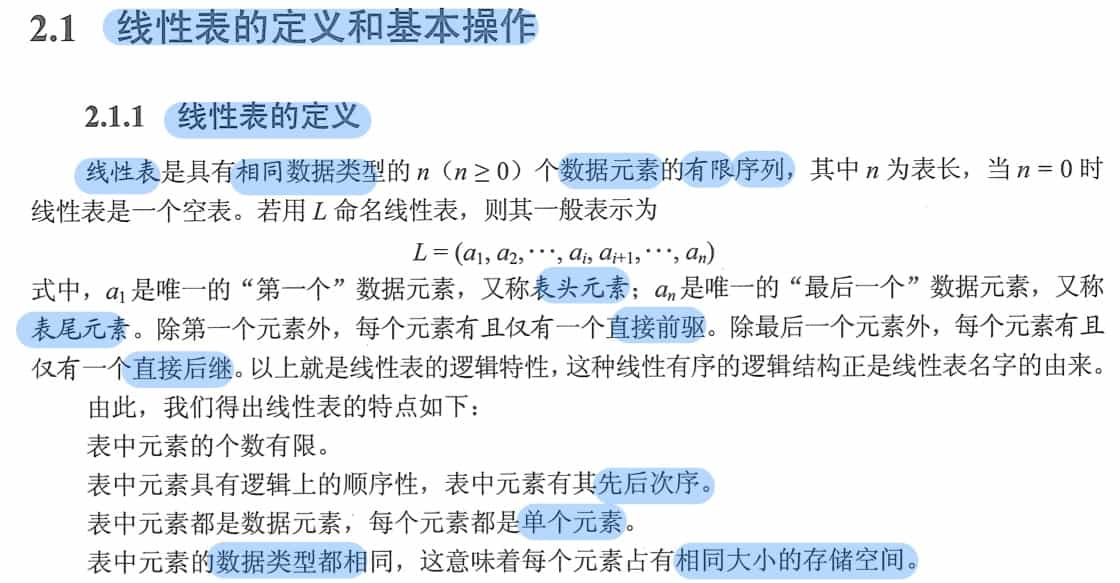 2.1 线性表的定义和基本操作
2.1.1 线性表的定义
线性表是具有相同数据类型的 n（n ≥ 0）个数据元素的有限序列，其中 n 为表长，当 n = 0 时
线性表是一个空表。若用 L 命名线性表，则其一般表示为
L = (a₁, a₂, ⋯, aᵢ, aᵢ₊₁, ⋯, aₙ)
式中，a₁ 是唯一的“第一个”数据元素，又称表头元素；aₙ 是唯一的“最后一个”数据元素，又称
表尾元素。除第一个元素外，每个元素有且仅有一个直接前驱。除最后一个元素外，每个元素有且
仅有一个直接后继。以上就是线性表的逻辑特性，这种线性有序的逻辑结构正是线性表名字的由来。
由此，我们得出线性表的特点如下：
表中元素的个数有限。
表中元素具有逻辑上的顺序性，表中元素有其先后次序。
表中元素都是数据元素，每个元素都是单个元素。
表中元素的数据类型都相同，这意味着每个元素占有相同大小的存储空间。